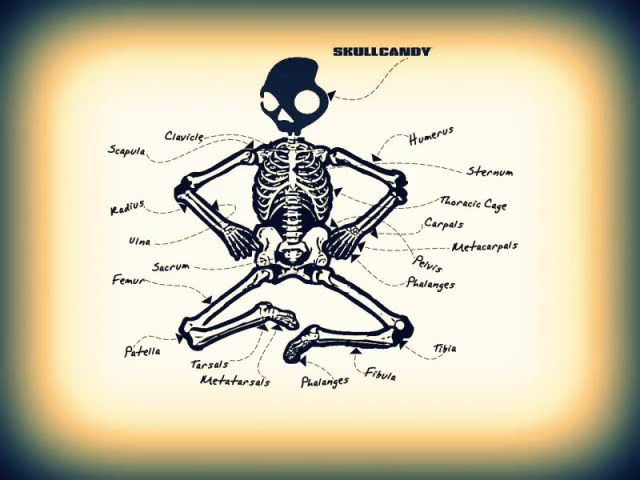 SKULLCANDY
Clavicle
Humerus
Scapula
Sternum
Radius
Thoracic Cage
Carpals
Ulna
Metacarpals
Sacrum
Pelvis
Femur
Phalanges
Patella
Tibia
Tarsals
Metatarsals
Phalanges
Fibula